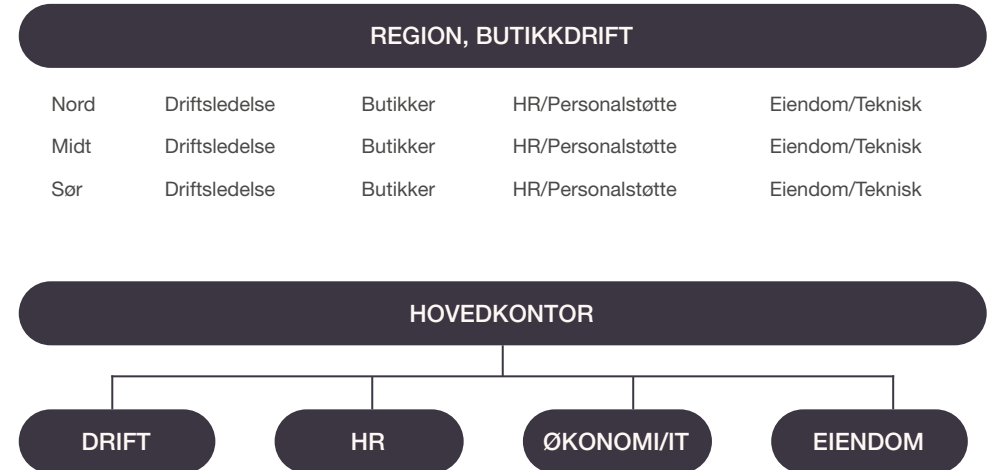 REGION, BUTIKKDRIFT
Nord Driftsledelse Butikker HR/Personalstøtte Eiendom/Teknisk
Midt Driftsledelse Butikker HR/Personalstøtte Eiendom/Teknisk
Sør Driftsledelse Butikker HR/Personalstøtte Eiendom/Teknisk
HOVEDKONTOR
DRIFT HR ØKONOMI/IT EIENDOM